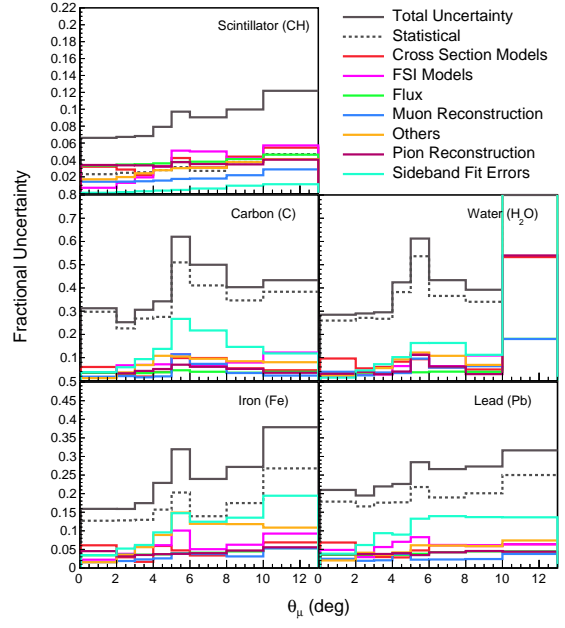 0.22
0.2
0.18
0.16
0.14
0.12
0.1
0.08
0.06
0.04
0.02
Scintillator (CH)
Total Uncertainty
Statistical
Cross Section Models
FSI Models
Flux
Muon Reconstruction
Others
Pion Reconstruction
Sideband Fit Errors
Fractional Uncertainty
0.8
0.7
0.6
0.5
0.4
0.3
0.2
0.1
Carbon (C)
Water (H2O)
0.5
0.45
0.4
0.35
0.3
0.25
0.2
0.15
0.1
0.05
0
Iron (Fe)
Lead (Pb)
0 2 4 6 8 10 12 0 2 4 6 8 10 12
θμ (deg)